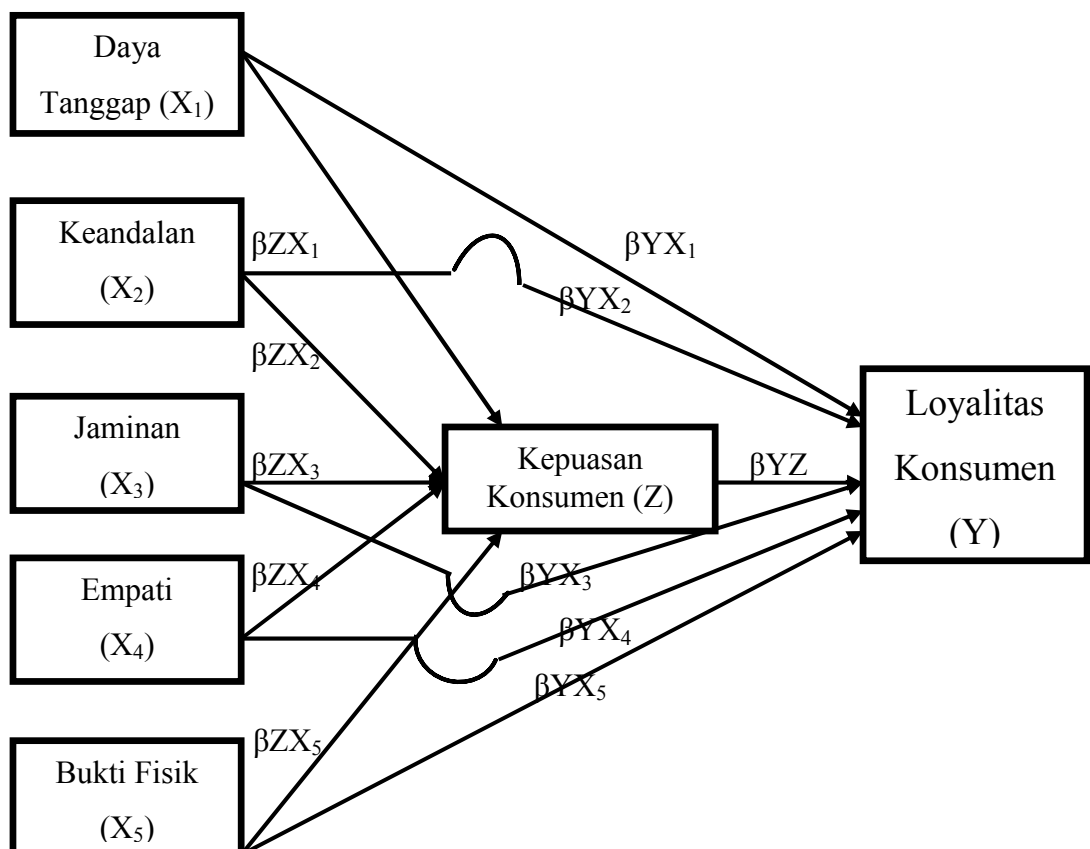 Daya
Tanggap (X₁)
Keandalan
(X₂)
βZX₁
βYX₁
βYX₂
βZX₂
Jaminan
(X₃)
βZX₃
Kepuasan
Konsumen (Z)
βYZ
Loyalitas
Konsumen
(Y)
Empati
(X₄)
βZX₄
βYX₃
βYX₄
βYX₅
Bukti Fisik
(X₅)
βZX₅